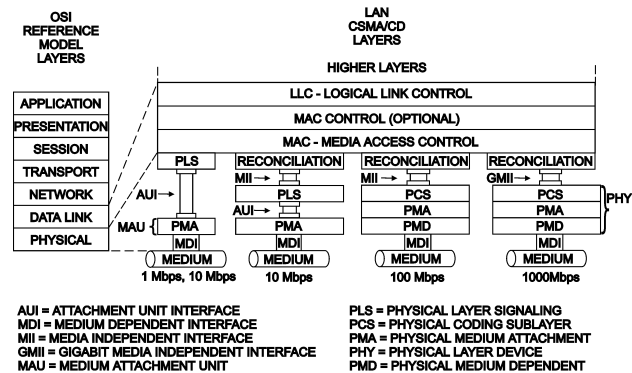 OSI
REFERENCE
MODEL
LAYERS
LAN
CSMA/CD
LAYERS
HIGHER LAYERS
APPLICATION
PRESENTATION
SESSION
TRANSPORT
NETWORK
DATA LINK
PHYSICAL
LLC - LOGICAL LINK CONTROL
MAC CONTROL (OPTIONAL)
MAC - MEDIA ACCESS CONTROL
PLS
AUI
MAU
PMA
MDI
MEDIUM
1 Mbps, 10 Mbps
RECONCILIATION
MII
PLS
AUI
PMA
MDI
MEDIUM
10 Mbps
RECONCILIATION
MII
PCS
PMA
PMD
MDI
MEDIUM
100 Mbps
RECONCILIATION
GMII
PCS
PMA
PMD
PHY
MDI
MEDIUM
1000Mbps
AUI = ATTACHMENT UNIT INTERFACE
MDI = MEDIUM DEPENDENT INTERFACE
MII = MEDIA INDEPENDENT INTERFACE
GMII = GIGABIT MEDIA INDEPENDENT INTERFACE
MAU = MEDIUM ATTACHMENT UNIT
PLS = PHYSICAL LAYER SIGNALING
PCS = PHYSICAL CODING SUBLAYER
PMA = PHYSICAL MEDIUM ATTACHMENT
PHY = PHYSICAL LAYER DEVICE
PMD = PHYSICAL MEDIUM DEPENDENT